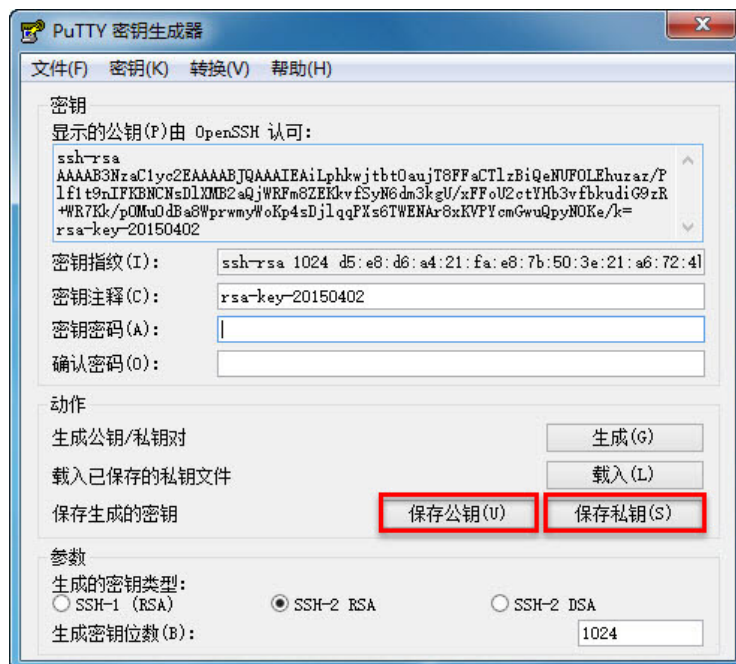 PuTTY 密钥生成器
文件(F) 密钥(K) 转换(V) 帮助(H)
密钥
显示的公钥(P)由 OpenSSH 认可:
ssh-rsa
AAAAB3NzaC1yc2EAAAABJQAAAIEAiLphkwjtbtOaujT8FFaCTlzBiQeNUFOLEhuzaz/P
lf1t9nIFKBNCNsDlXMB2aQjWRFm8ZEKkvfSyN6dm3kgU/xFFoU2ctYHb3vfbkudiG9zR
+WR7Kk/pOMuOdBa8WprwmyWoKp4sDjlqqPXs6TWENAr8xKVPYcmGwuQpyNOKe/k=
rsa-key-20150402
密钥指纹(I): ssh-rsa 1024 d5:e8:d6:a4:21:fa:e8:7b:50:3e:21:a6:72:4
密钥注释(C): rsa-key-20150402
密钥密码(A):
确认密码(O):
动作
生成公钥/私钥对 生成(G)
载入已保存的私钥文件 载入(L)
保存生成的密钥 保存公钥(U) 保存私钥(S)
参数
生成的密钥类型:
SSH-1 (RSA) SSH-2 RSA SSH-2 DSA
生成密钥位数(B): 1024